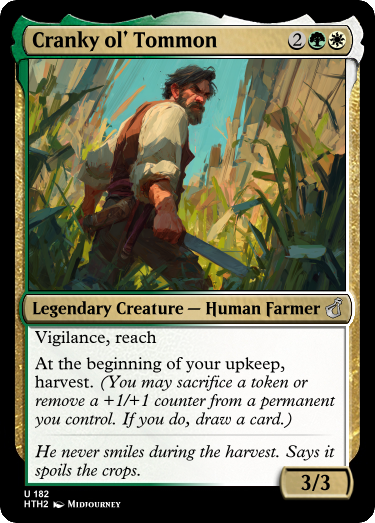 Cranky ol' Tommon 2
Legendary Creature — Human Farmer
Vigilance, reach
At the beginning of your upkeep,
harvest. (You may sacrifice a token or
remove a +1/+1 counter from a permanent
you control. If you do, draw a card.)
He never smiles during the harvest. Says it
spoils the crops.
3/3
U 182
HTH2 Midjourney